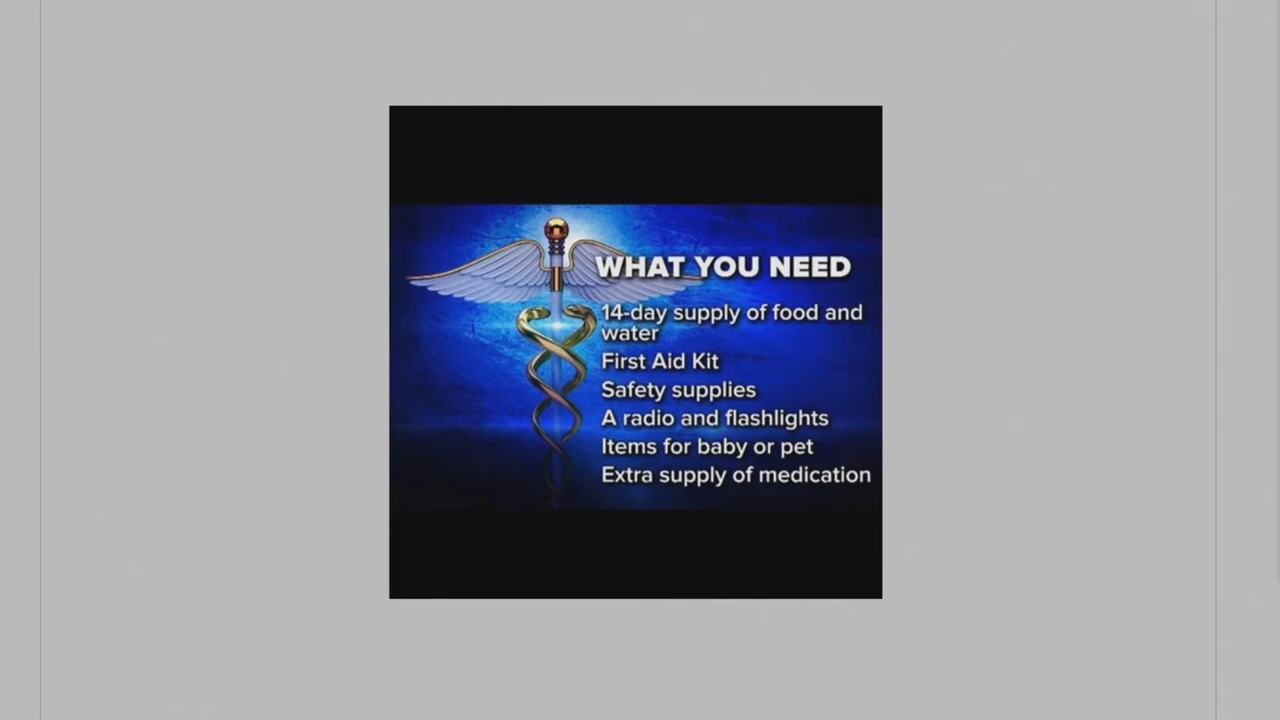 WHAT YOU NEED
14-day supply of food and
water
First Aid Kit
Safety supplies
A radio and flashlights
Items for baby or pet
Extra supply of medication